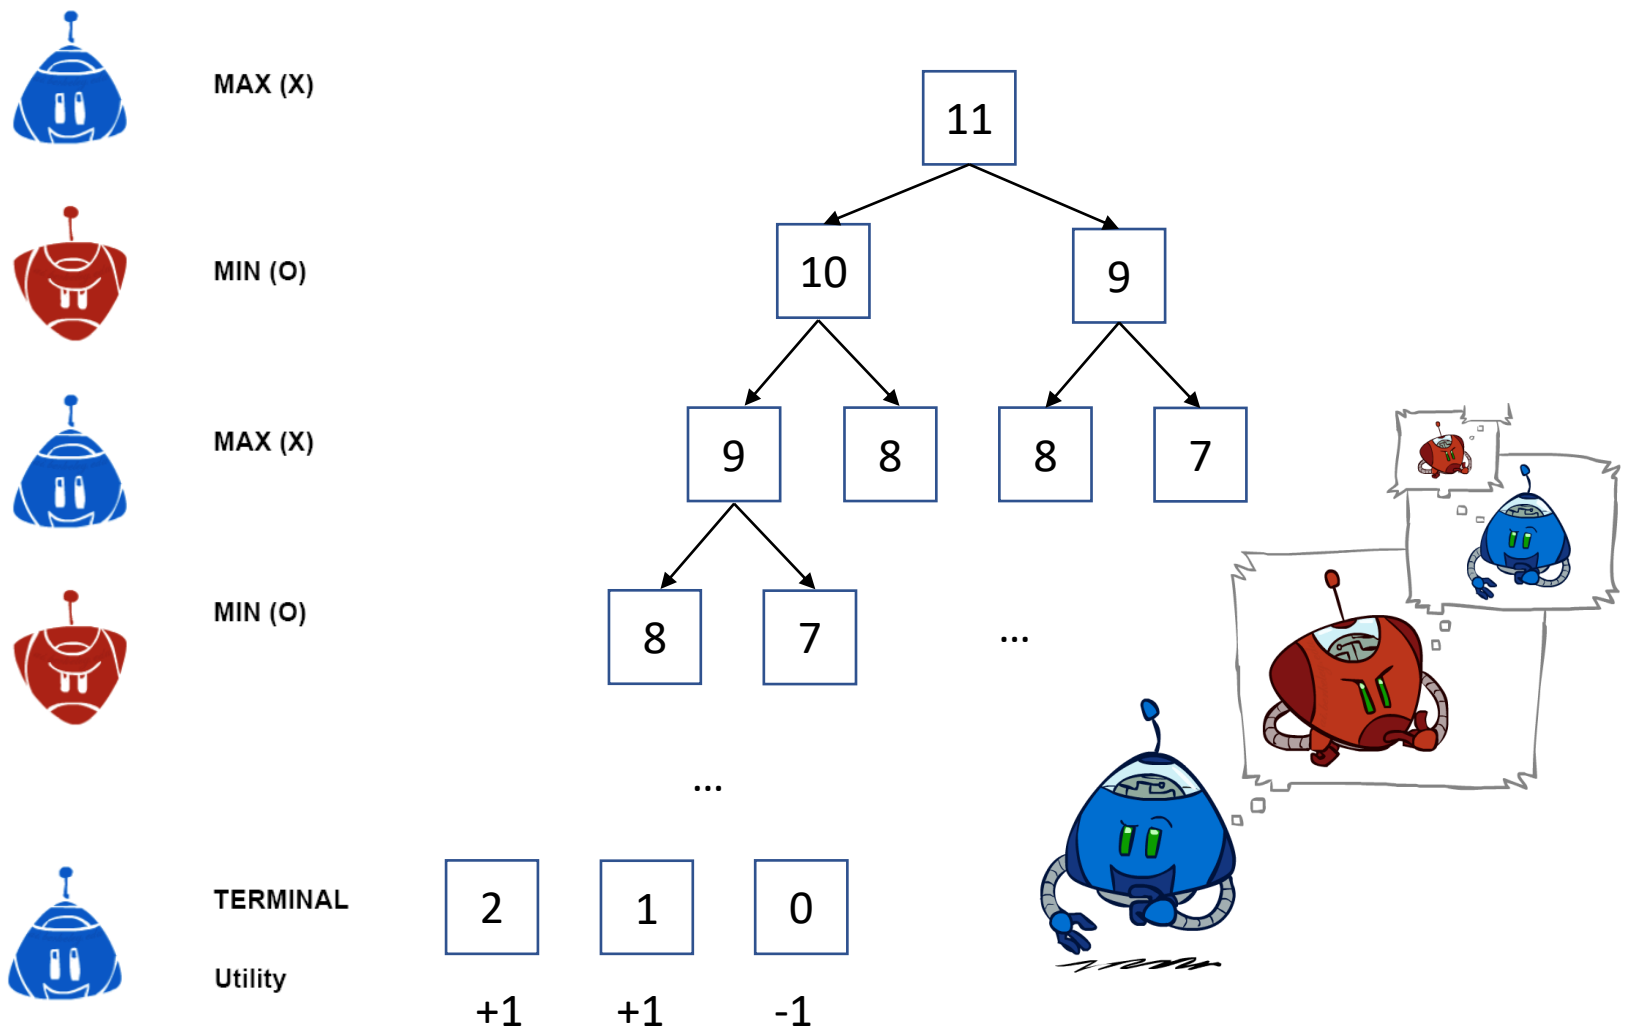 MAX (X)
11
MIN (O)
10
9
MAX (X)
9
8
8
7
MIN (O)
8
7
...
...
TERMINAL
2
1
0
Utility
+1
+1
-1